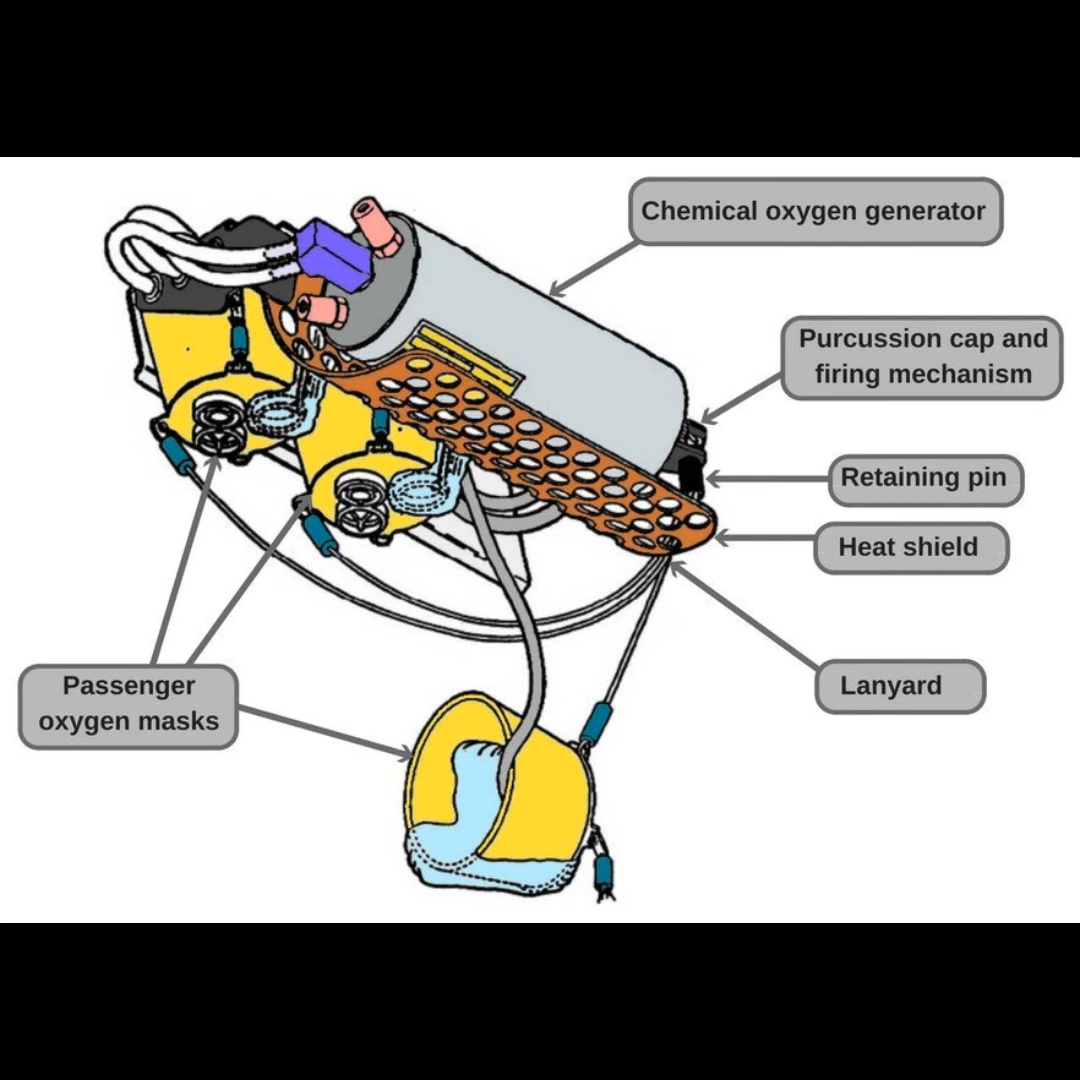 Chemical oxygen generator
Purcussion cap and
firing mechanism
Retaining pin
Heat shield
Lanyard
Passenger
oxygen masks